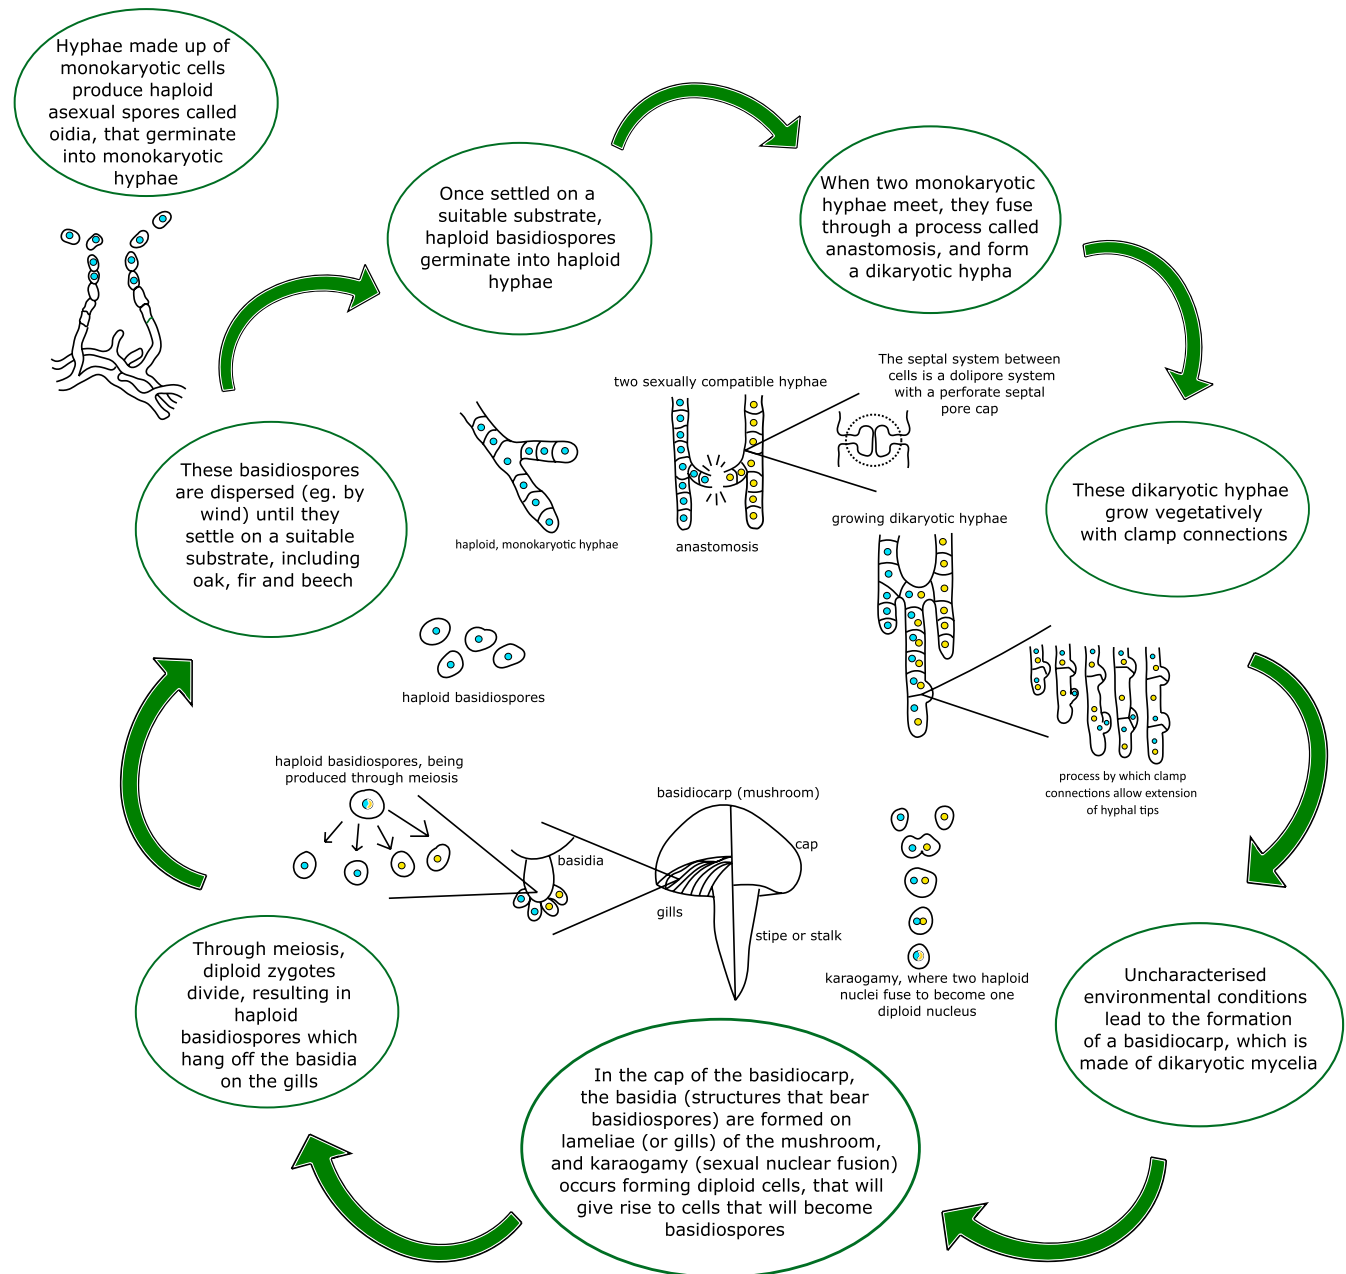 Hyphae made up of
monokaryotic cells
produce haploid
asexual spores called
oidia, that germinate
into monokaryotic
hyphae
Once settled on a
suitable substrate,
haploid basidiospores
germinate into haploid
hyphae
When two monokaryotic
hyphae meet, they fuse
through a process called
anastomosis, and form
a dikaryotic hypha
These dikaryotic hyphae
grow vegetatively
with clamp connections
Uncharacterised
environmental conditions
lead to the formation
of a basidiocarp, which is
made of dikaryotic mycelia
In the cap of the basidiocarp,
the basidia (structures that bear
basidiospores) are formed on
lameliae (or gills) of the mushroom,
and karaogamy (sexual nuclear fusion)
occurs forming diploid cells, that will
give rise to cells that will become
basidiospores
Through meiosis,
diploid zygotes
divide, resulting in
haploid
basidiospores which
hang off the basidia
on the gills
These basidiospores
are dispersed (eg. by
wind) until they
settle on a suitable
substrate, including
oak, fir and beech
haploid, monokaryotic hyphae
two sexually compatible hyphae
anastomosis
The septal system between
cells is a dolipore system
with a perforate septal
pore cap
growing dikaryotic hyphae
process by which clamp
connections allow extension
of hyphal tips
haploid basidiospores
haploid basidiospores, being
produced through meiosis
basidia
basidiocarp (mushroom)
cap
gills
stipe or stalk
karaogamy, where two haploid
nuclei fuse to become one
diploid nucleus